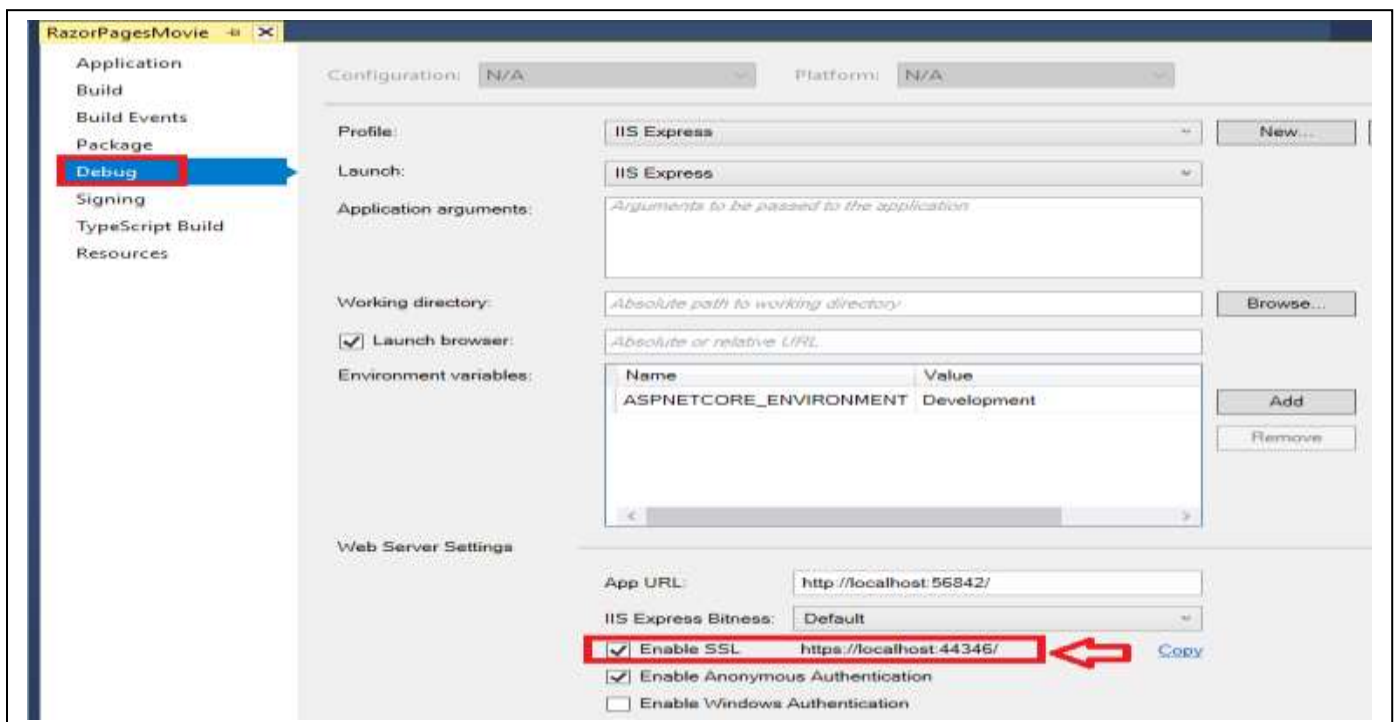 RazorPagesMovie
Application
Build
Build Events
Package
Debug
Signing
TypeScript Build
Resources
Configuration: N/A Platform: N/A
Profile: IIS Express New...
Launch: IIS Express
Application arguments: Arguments to be passed to the application
Working directory: Absolute path to working directory Browse...
Launch browser: Absolute or relative URL
Environment variables: Name Value
ASPNETCORE_ENVIRONMENT Development Add
Remove
Web Server Settings
App URL: http://localhost:56842/
IIS Express Bitness: Default
Enable SSL https://localhost:44346/ Copy
Enable Anonymous Authentication
Enable Windows Authentication